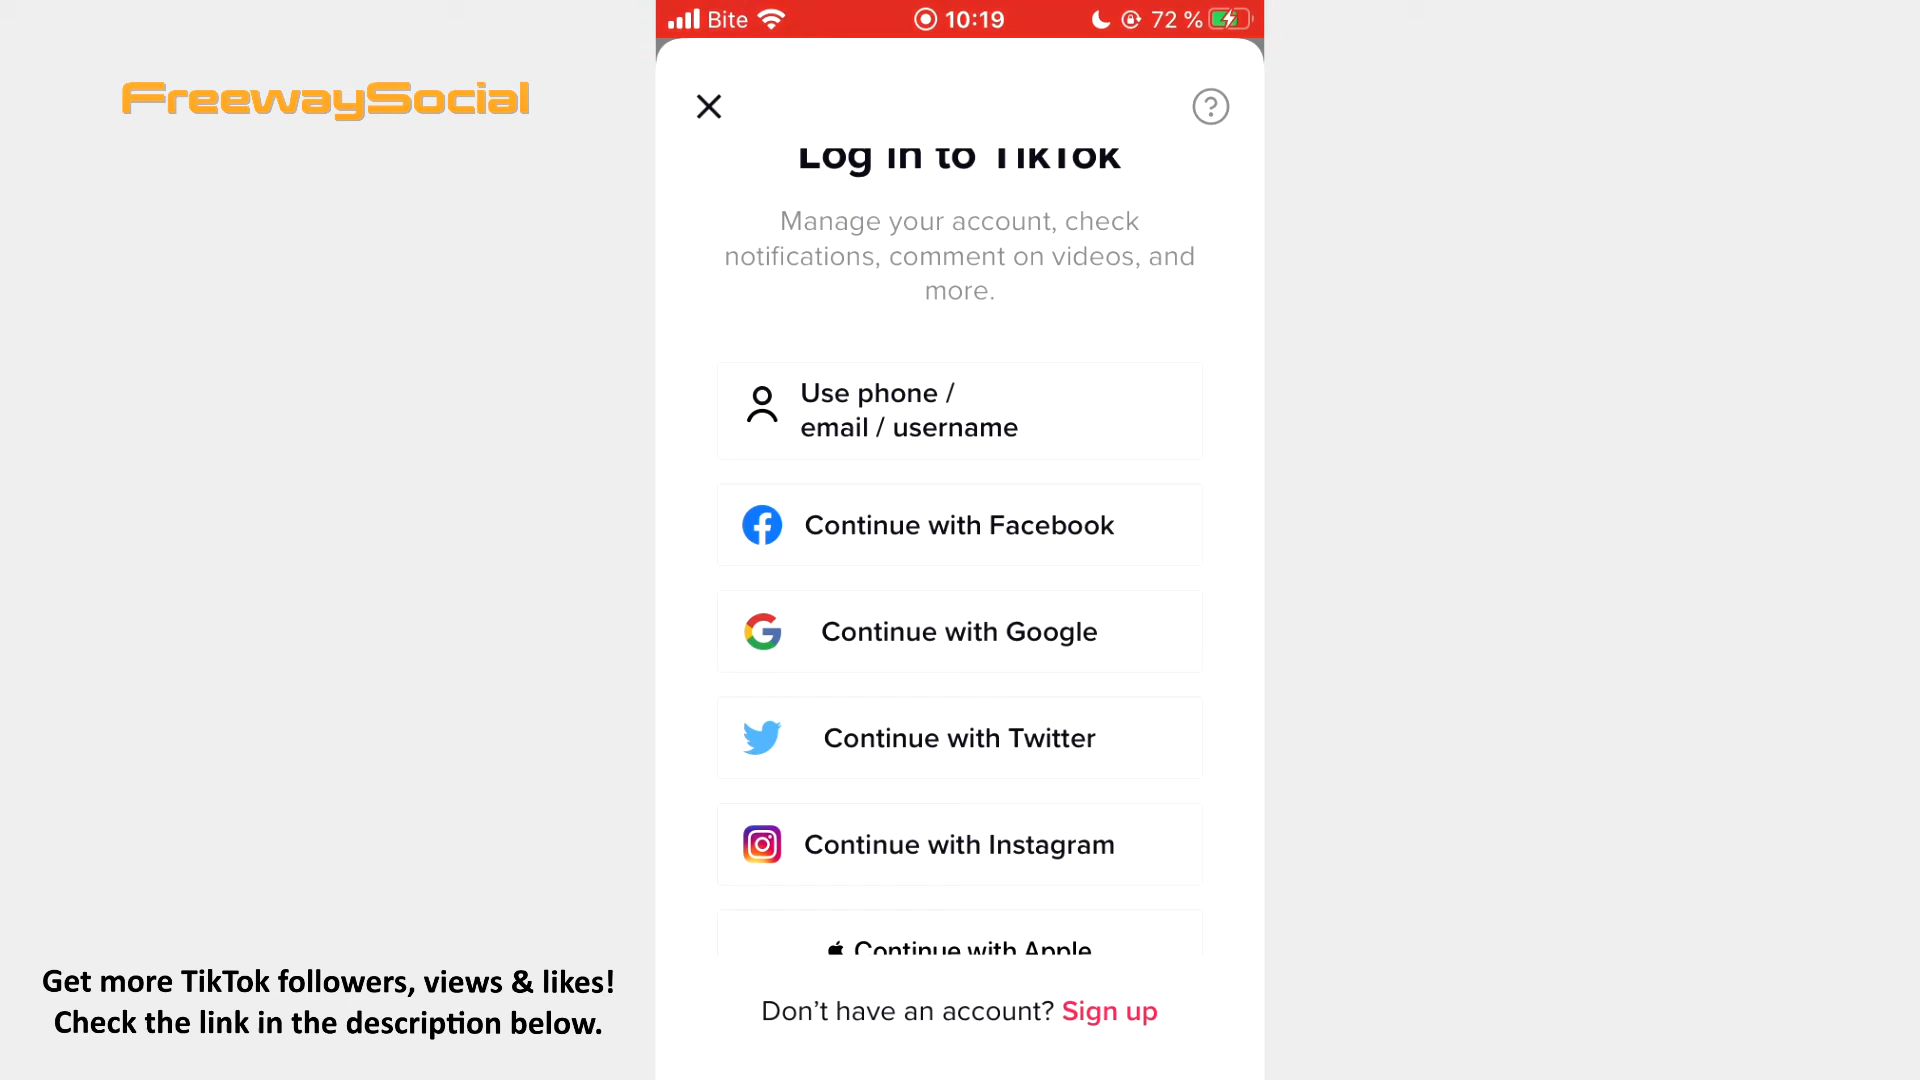 Bite 10:19 72 %
FreewaySocial
Log in to TikTok
Manage your account, check
notifications, comment on videos, and
more.
Use phone /
email / username
Continue with Facebook
Continue with Google
Continue with Twitter
Continue with Instagram
Continue with Apple
Don’t have an account? Sign up
Get more TikTok followers, views & likes!
Check the link in the description below.